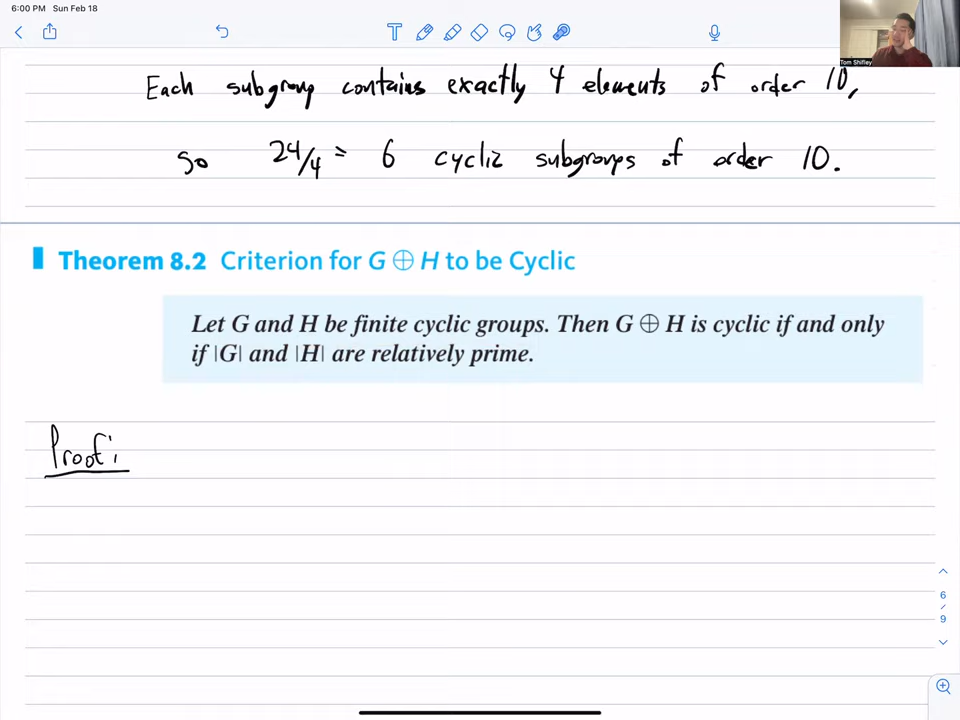 6:00 PM Sun Feb 18
Tom Shifley
Each subgroup contains exactly 4 elements of order 10,
so 24/4 = 6 cyclic subgroups of order 10.
Theorem 8.2 Criterion for G ⊕ H to be Cyclic
Let G and H be finite cyclic groups. Then G ⊕ H is cyclic if and only
if |G| and |H| are relatively prime.
Proof:
6
/
9